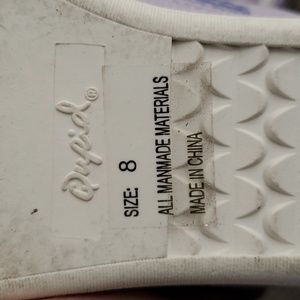 Qupid®
SIZE: 8
ALL MANMADE MATERIALS
MADE IN CHINA